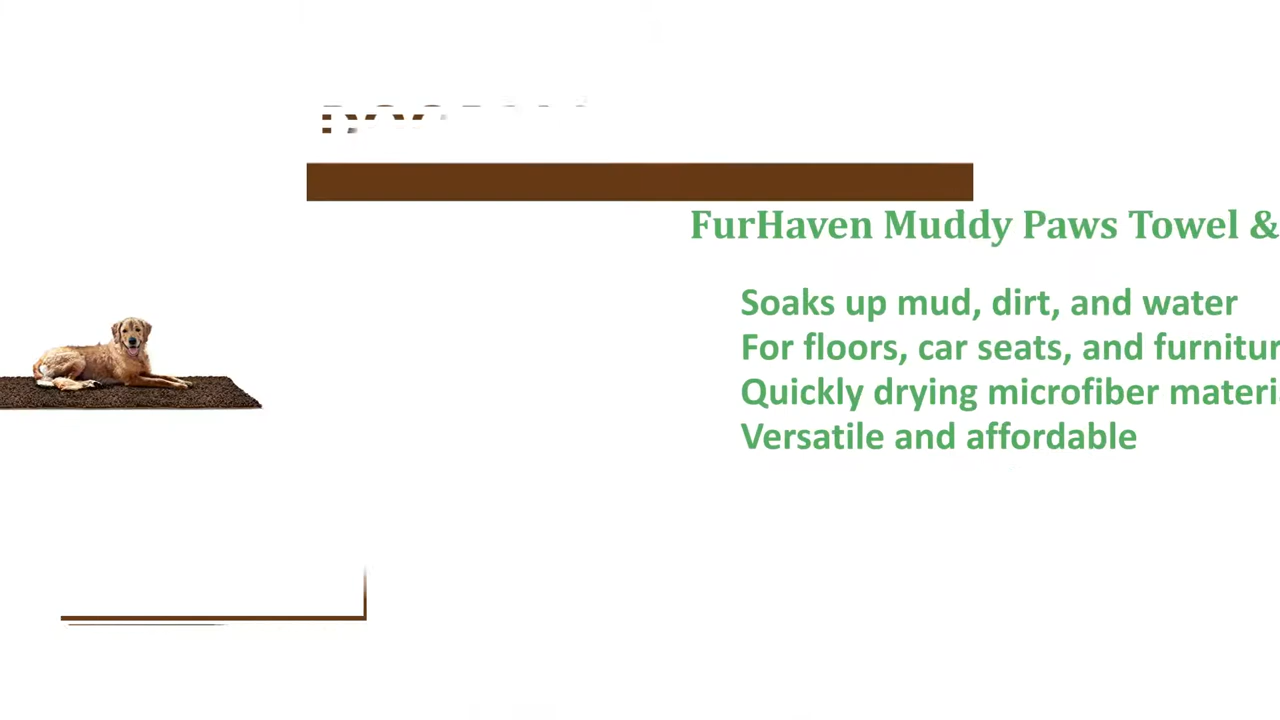 FurHaven Muddy Paws Towel &
Soaks up mud, dirt, and water
For floors, car seats, and furnitur
Quickly drying microfiber materia
Versatile and affordable